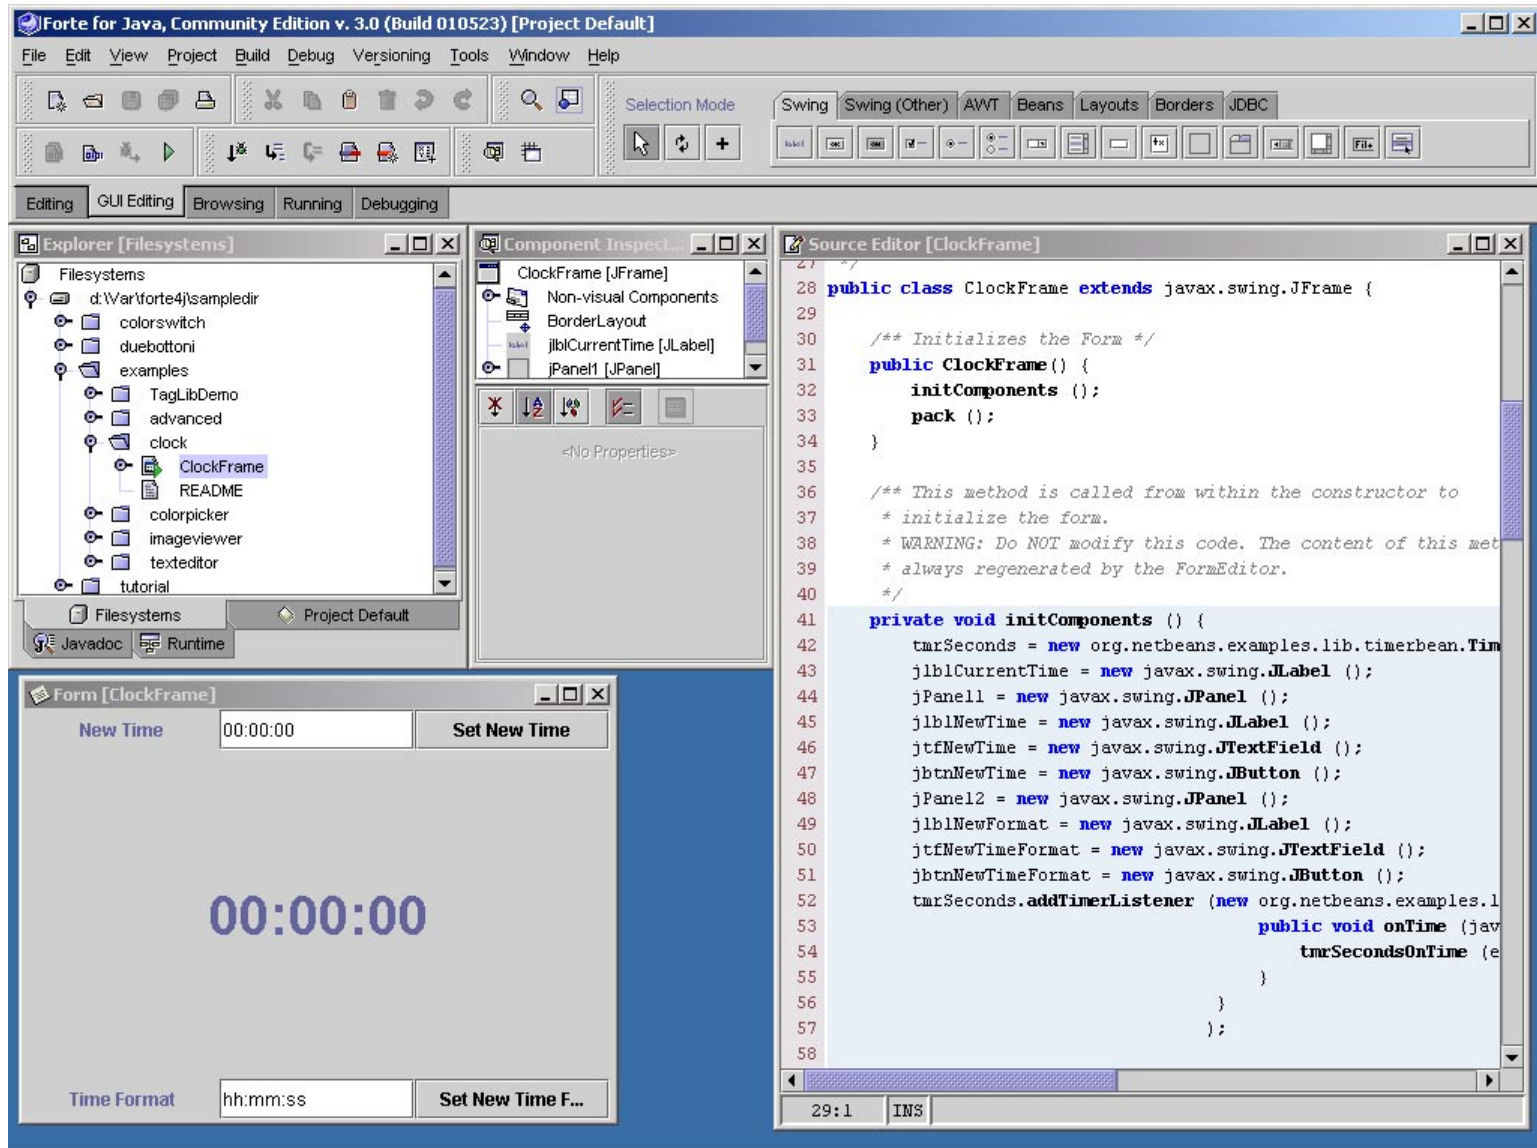 Forte for Java, Community Edition v. 3.0 (Build 010523) [Project Default]
File Edit View Project Build Debug Versioning Tools Window Help
Selection Mode
Swing Swing (Other) AWT Beans Layouts Borders JDBC
Editing GUI Editing Browsing Running Debugging
Explorer [Filesystems]
Filesystems
d:\Var\forte4j\sampledir
colorswitch
duebottoni
examples
TagLibDemo
advanced
clock
ClockFrame
README
colorpicker
imageviewer
texteditor
tutorial
Filesystems Project Default
Javadoc Runtime
Component Inspect...
ClockFrame [JFrame]
Non-visual Components
BorderLayout
jlblCurrentTime [JLabel]
jPanel1 [JPanel]
<No Properties>
Form [ClockFrame]
New Time 00:00:00 Set New Time
00:00:00
Time Format hh:mm:ss Set New Time F...
Source Editor [ClockFrame]
27 */
28 public class ClockFrame extends javax.swing.JFrame {
29
30 /** Initializes the Form */
31 public ClockFrame() {
32 initComponents ();
33 pack ();
34 }
35
36 /** This method is called from within the constructor to
37 * initialize the form.
38 * WARNING: Do NOT modify this code. The content of this met
39 * always regenerated by the FormEditor.
40 */
41 private void initComponents () {
42 tmrSeconds = new org.netbeans.examples.lib.timerbean.Tim
43 jlblCurrentTime = new javax.swing.JLabel ();
44 jPanel1 = new javax.swing.JPanel ();
45 jlblNewTime = new javax.swing.JLabel ();
46 jtfNewTime = new javax.swing.JTextField ();
47 jbtnNewTime = new javax.swing.JButton ();
48 jPanel2 = new javax.swing.JPanel ();
49 jlblNewFormat = new javax.swing.JLabel ();
50 jtfNewTimeFormat = new javax.swing.JTextField ();
51 jbtnNewTimeFormat = new javax.swing.JButton ();
52 tmrSeconds.addTimerListener (new org.netbeans.examples.l
53 public void onTime (jav
54 tmrSecondsOnTime (e
55 }
56 }
57 );
58
29:1 INS